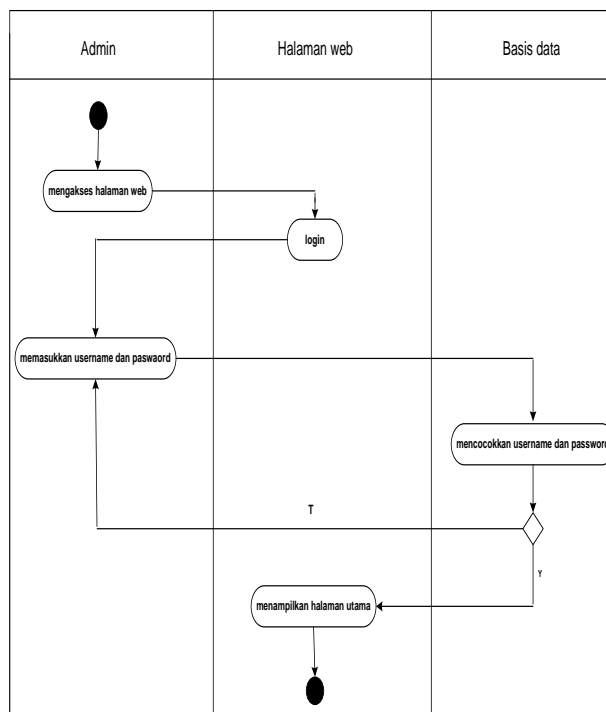 Admin
Halaman web
Basis data
mengakses halaman web
login
memasukkan username dan paswaord
mencocokkan username dan password
T
Y
menampilkan halaman utama